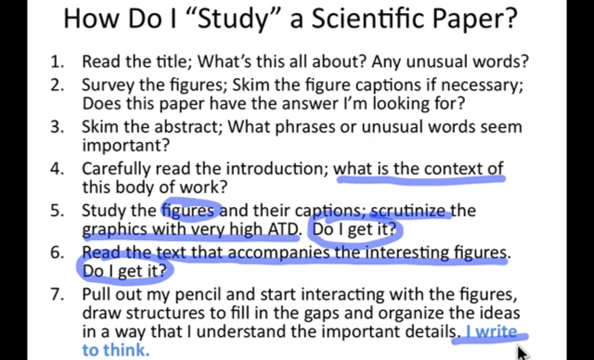 How Do I “Study” a Scientific Paper?
1. Read the title; What’s this all about? Any unusual words?
2. Survey the figures; Skim the figure captions if necessary;
Does this paper have the answer I’m looking for?
3. Skim the abstract; What phrases or unusual words seem
important?
4. Carefully read the introduction; what is the context of
this body of work?
5. Study the figures and their captions; scrutinize the
graphics with very high ATD. Do I get it?
6. Read the text that accompanies the interesting figures.
Do I get it?
7. Pull out my pencil and start interacting with the figures,
draw structures to fill in the gaps and organize the ideas
in a way that I understand the important details. I write
to think.